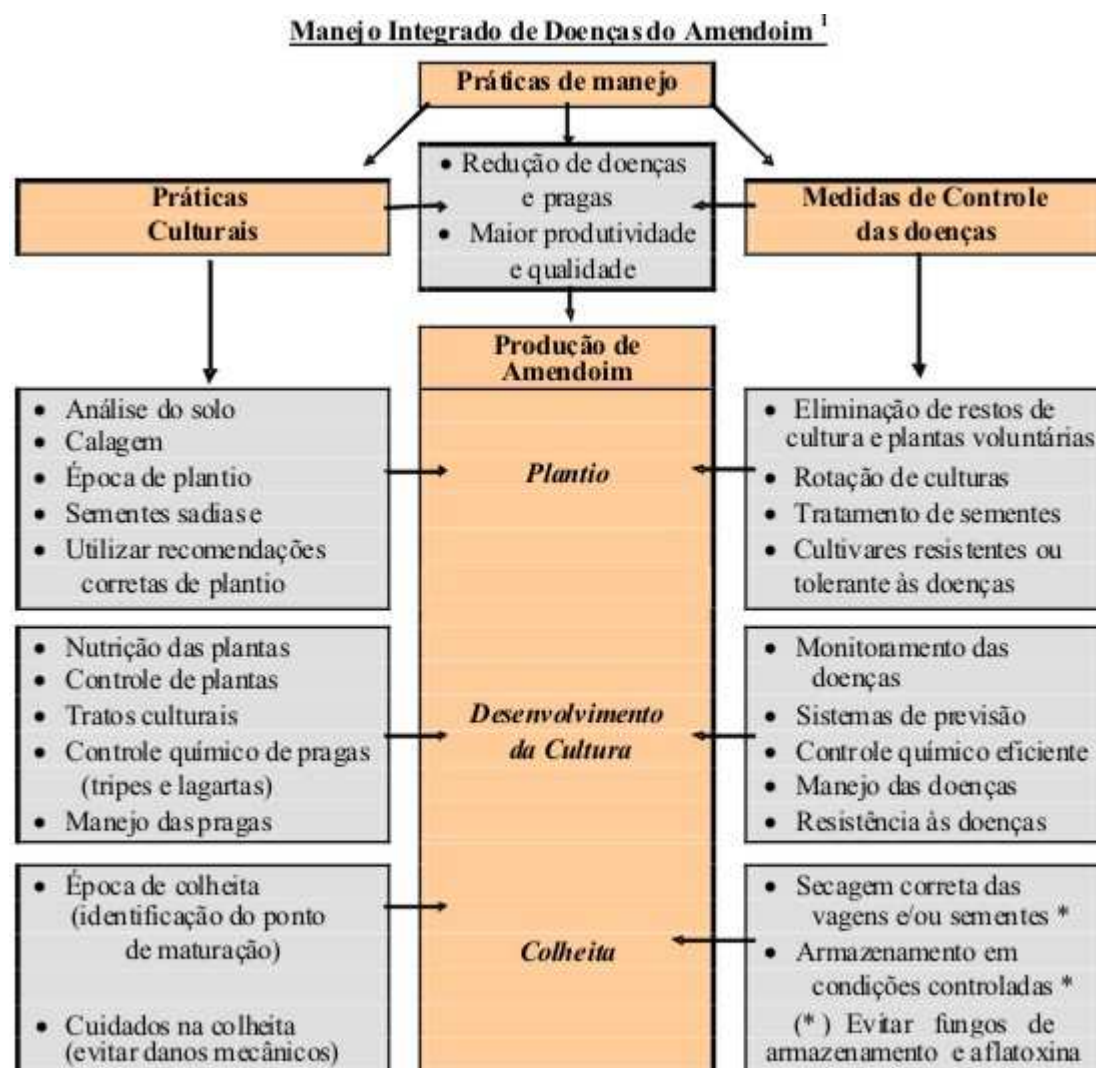 Manejo Integrado de Doenças do Amendoim 1
Práticas de manejo
Práticas
Culturais
• Redução de doenças
e pragas
• Maior produtividade
e qualidade
Medidas de Controle
das doenças
Produção de
Amendoim
• Análise do solo
• Calagem
• Época de plantio
• Sementes sadias e
• Utilizar recomendações
corretas de plantio
Plantio
• Eliminação de restos de
cultura e plantas voluntárias
• Rotação de culturas
• Tratamento de sementes
• Cultivares resistentes ou
tolerante às doenças
• Nutrição das plantas
• Controle de plantas
• Tratos culturais
• Controle químico de pragas
(tripes e lagartas)
• Manejo das pragas
Desenvolvimento
da Cultura
• Monitoramento das
doenças
• Sistemas de previsão
• Controle químico eficiente
• Manejo das doenças
• Resistência às doenças
• Época de colheita
(identificação do ponto
de maturação)
• Cuidados na colheita
(evitar danos mecânicos)
Colheita
• Secagem correta das
vagens e/ou sementes *
• Armazenamento em
condições controladas *
(*) Evitar fungos de
armazenamento e aflatoxina